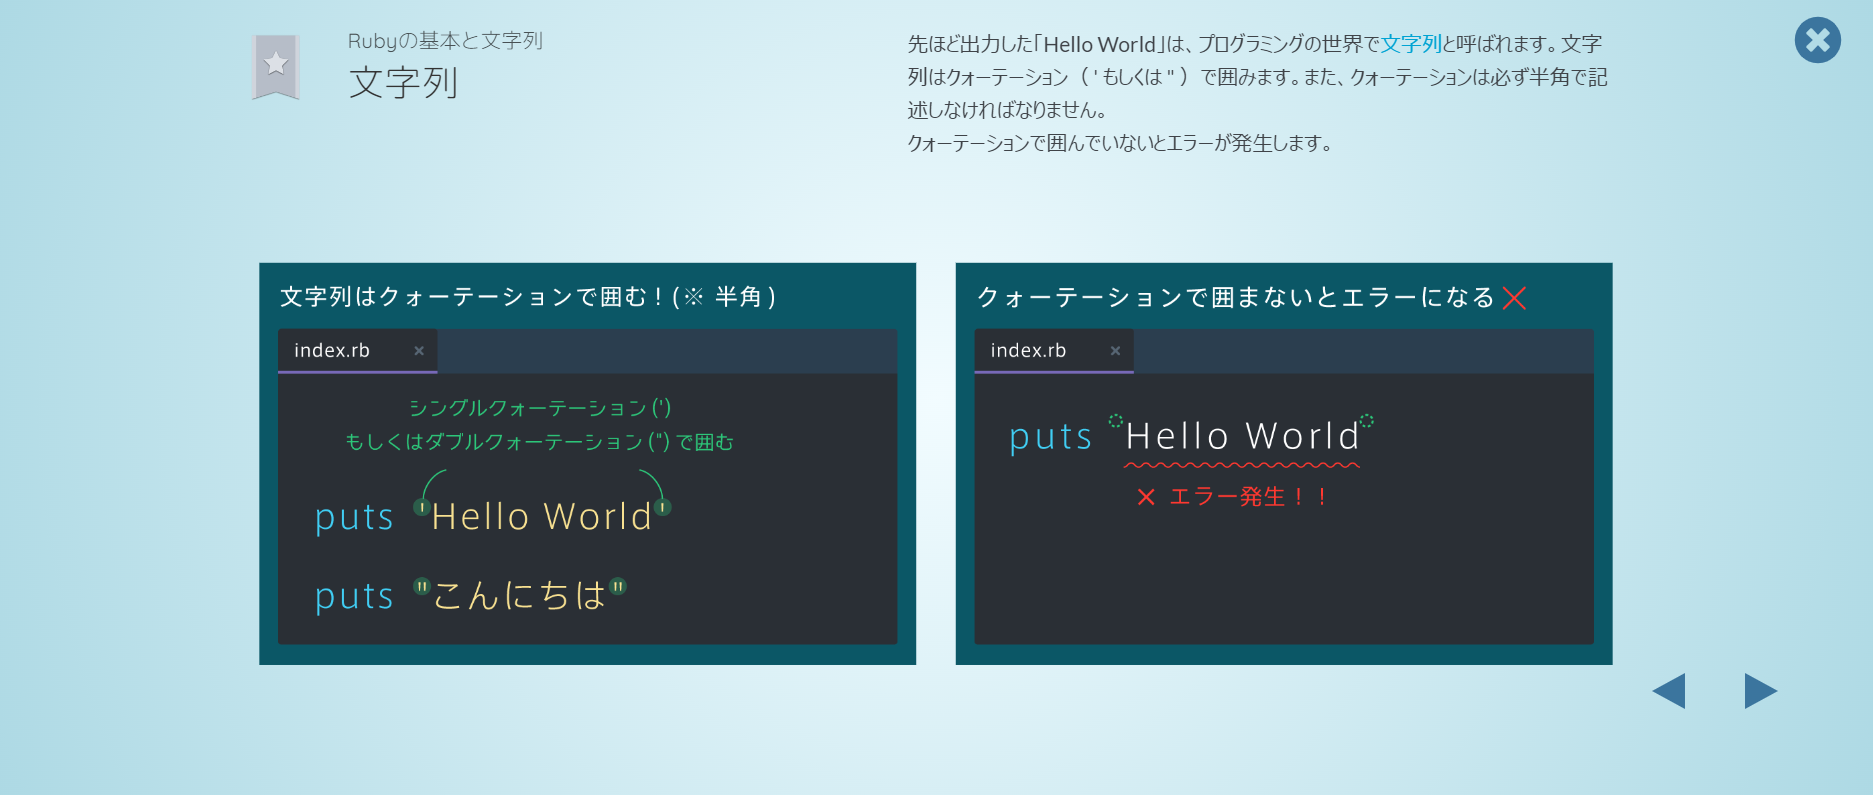 Rubyの基本と文字列
文字列
先ほど出力した「Hello World」は、プログラミングの世界で文字列と呼ばれます。文字
列はクォーテーション（ ' もしくは " ）で囲みます。また、クォーテーションは必ず半角で記
述しなければなりません。
クォーテーションで囲んでいないとエラーが発生します。
文字列はクォーテーションで囲む！(※ 半角)
index.rb ×
シングルクォーテーション(')
もしくはダブルクォーテーション(")で囲む
puts 'Hello World'
puts "こんにちは"
クォーテーションで囲まないとエラーになる ×
index.rb ×
puts Hello World
× エラー発生！！